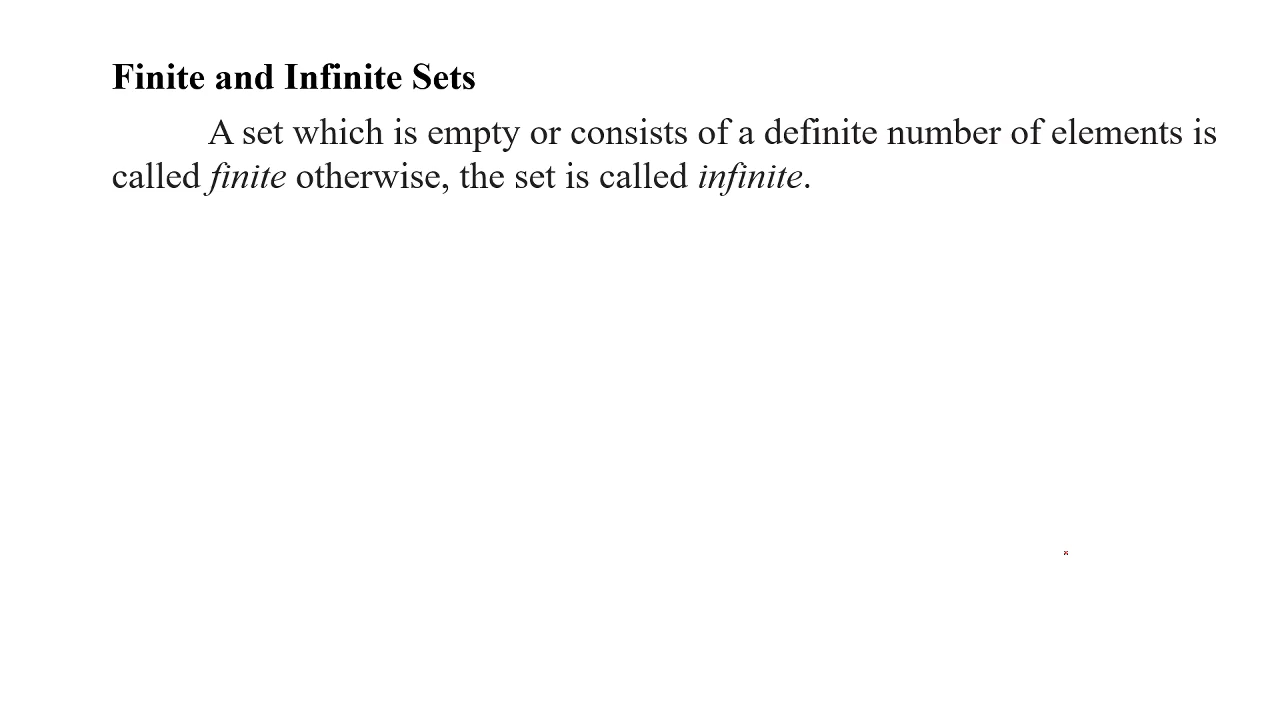 Finite and Infinite Sets
A set which is empty or consists of a definite number of elements is
called finite otherwise, the set is called infinite.